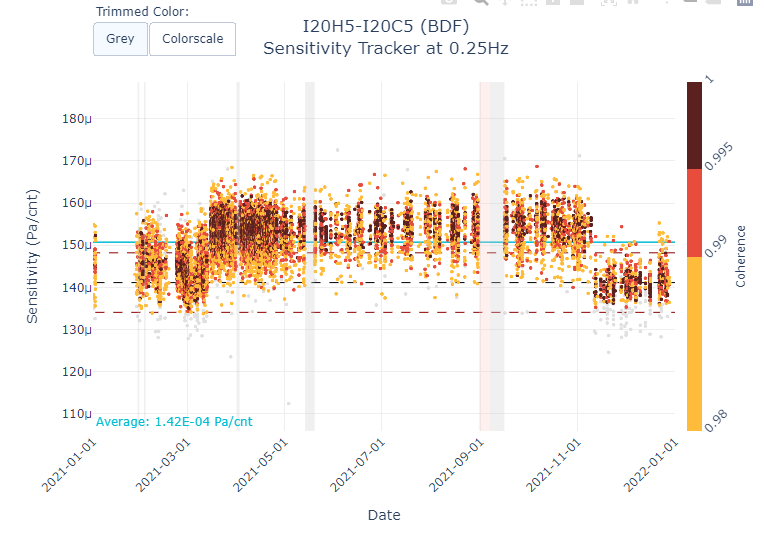 Trimmed Color:
Grey
Colorscale
I20H5-I20C5 (BDF)
Sensitivity Tracker at 0.25Hz
Sensitivity (Pa/cnt)
180μ
170μ
160μ
150μ
140μ
130μ
120μ
110μ
Average: 1.42E-04 Pa/cnt
2021-01-01
2021-03-01
2021-05-01
2021-07-01
2021-09-01
2021-11-01
2022-01-01
Date
1
0.995
0.99
0.98
Coherence